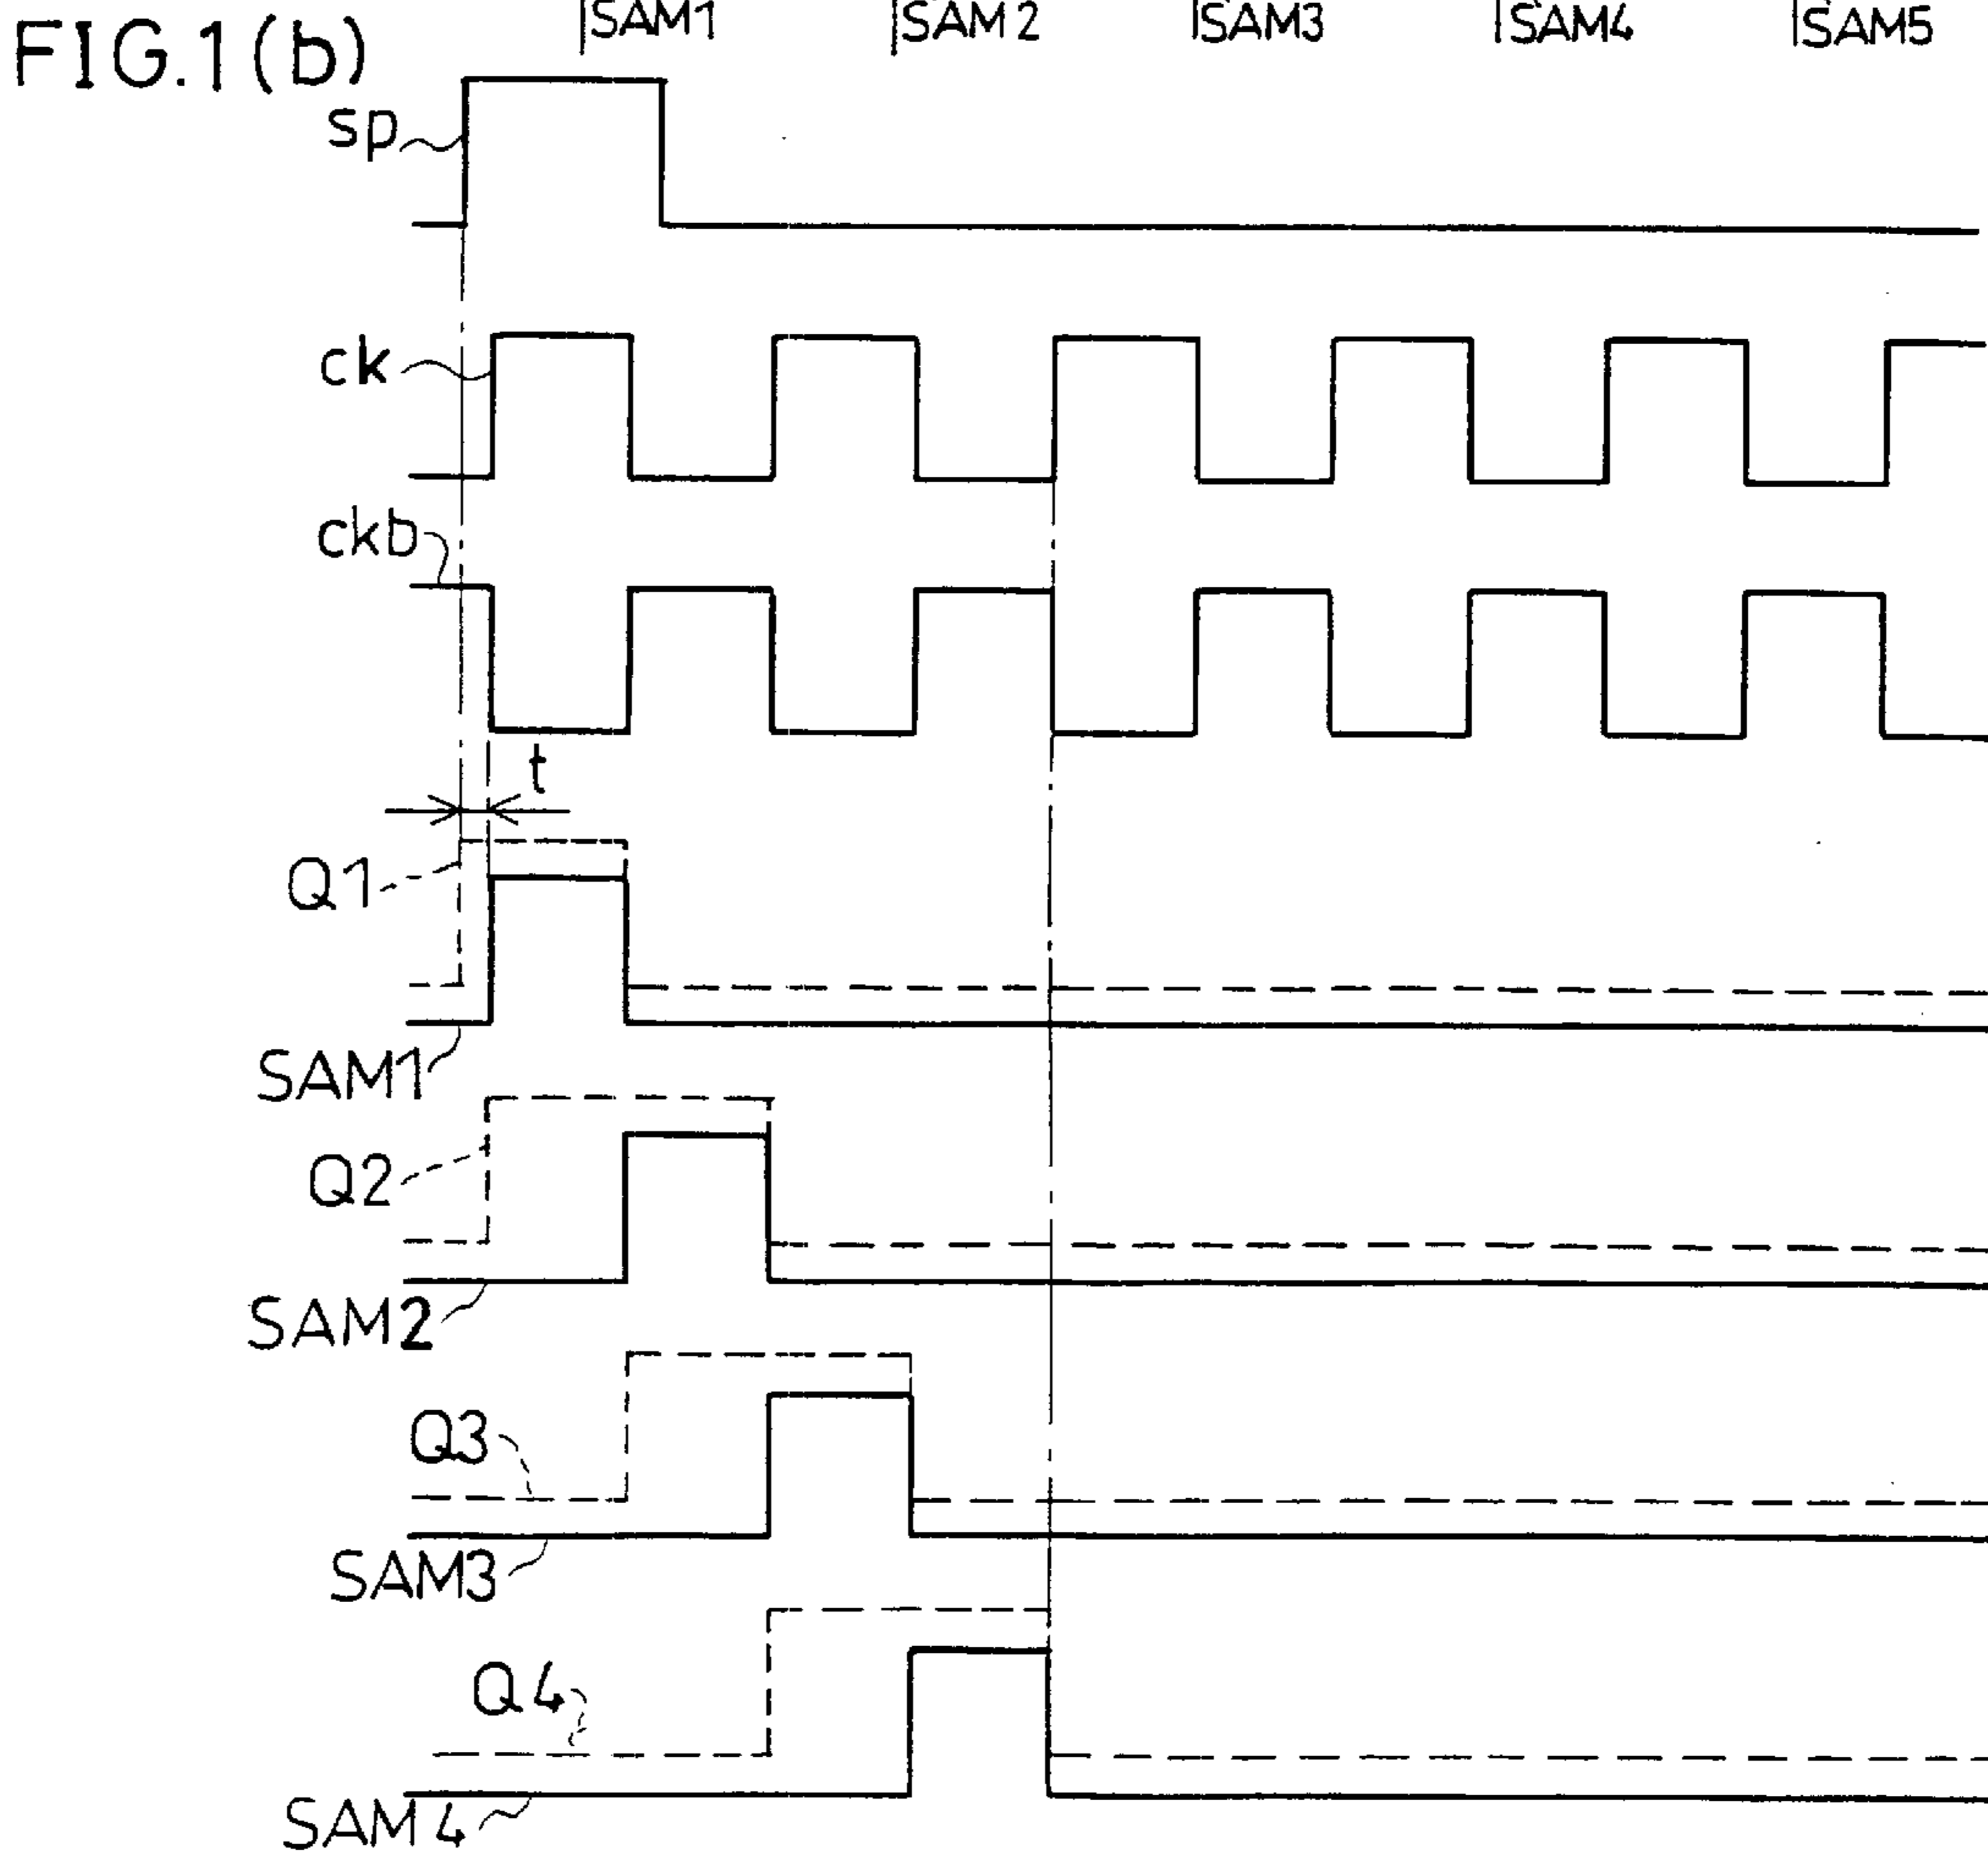 SAM1 SAM2 SAM3 SAM4 SAM5
FIG.1(b)
sp
ck
ckb
t
Q1
SAM1
Q2
SAM2
Q3
SAM3
Q4
SAM4